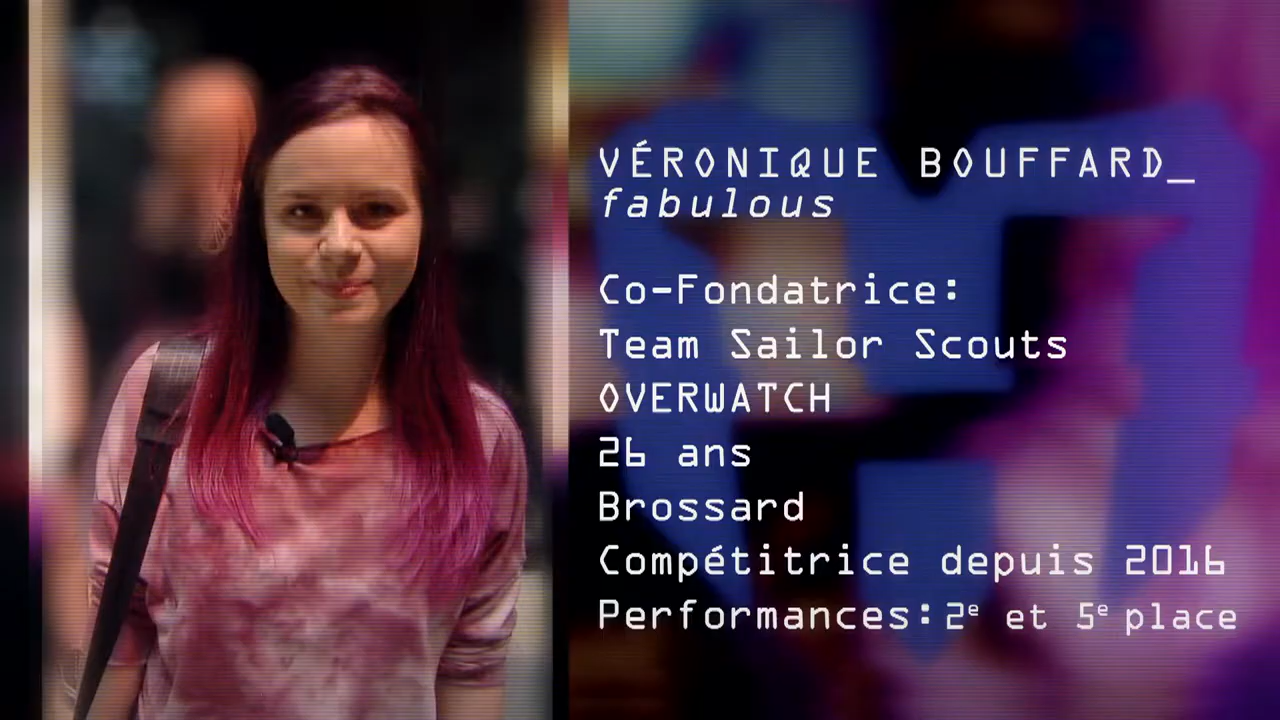 VÉRONIQUE BOUFFARD_
fabulous
Co-Fondatrice:
Team Sailor Scouts
OVERWATCH
26 ans
Brossard
Compétitrice depuis 2016
Performances: 2e et 5e place